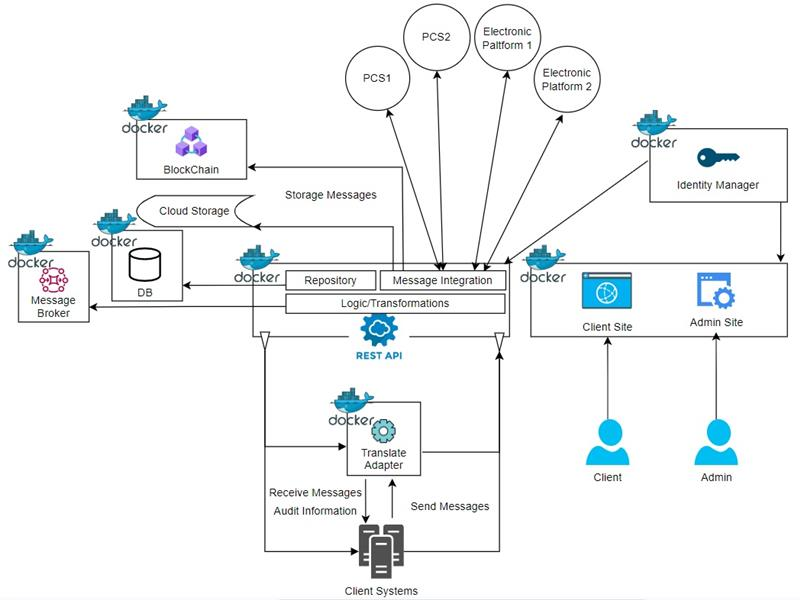 PCS1
PCS2
Electronic
Paltform 1
Electronic
Platform 2
docker
BlockChain
docker
Identity Manager
Storage Messages
Cloud Storage
docker
DB
docker
Message
Broker
docker
Repository
Message Integration
Logic/Transformations
REST API
docker
Client Site
Admin Site
docker
Translate
Adapter
Receive Messages
Audit Information
Send Messages
Client Systems
Client
Admin